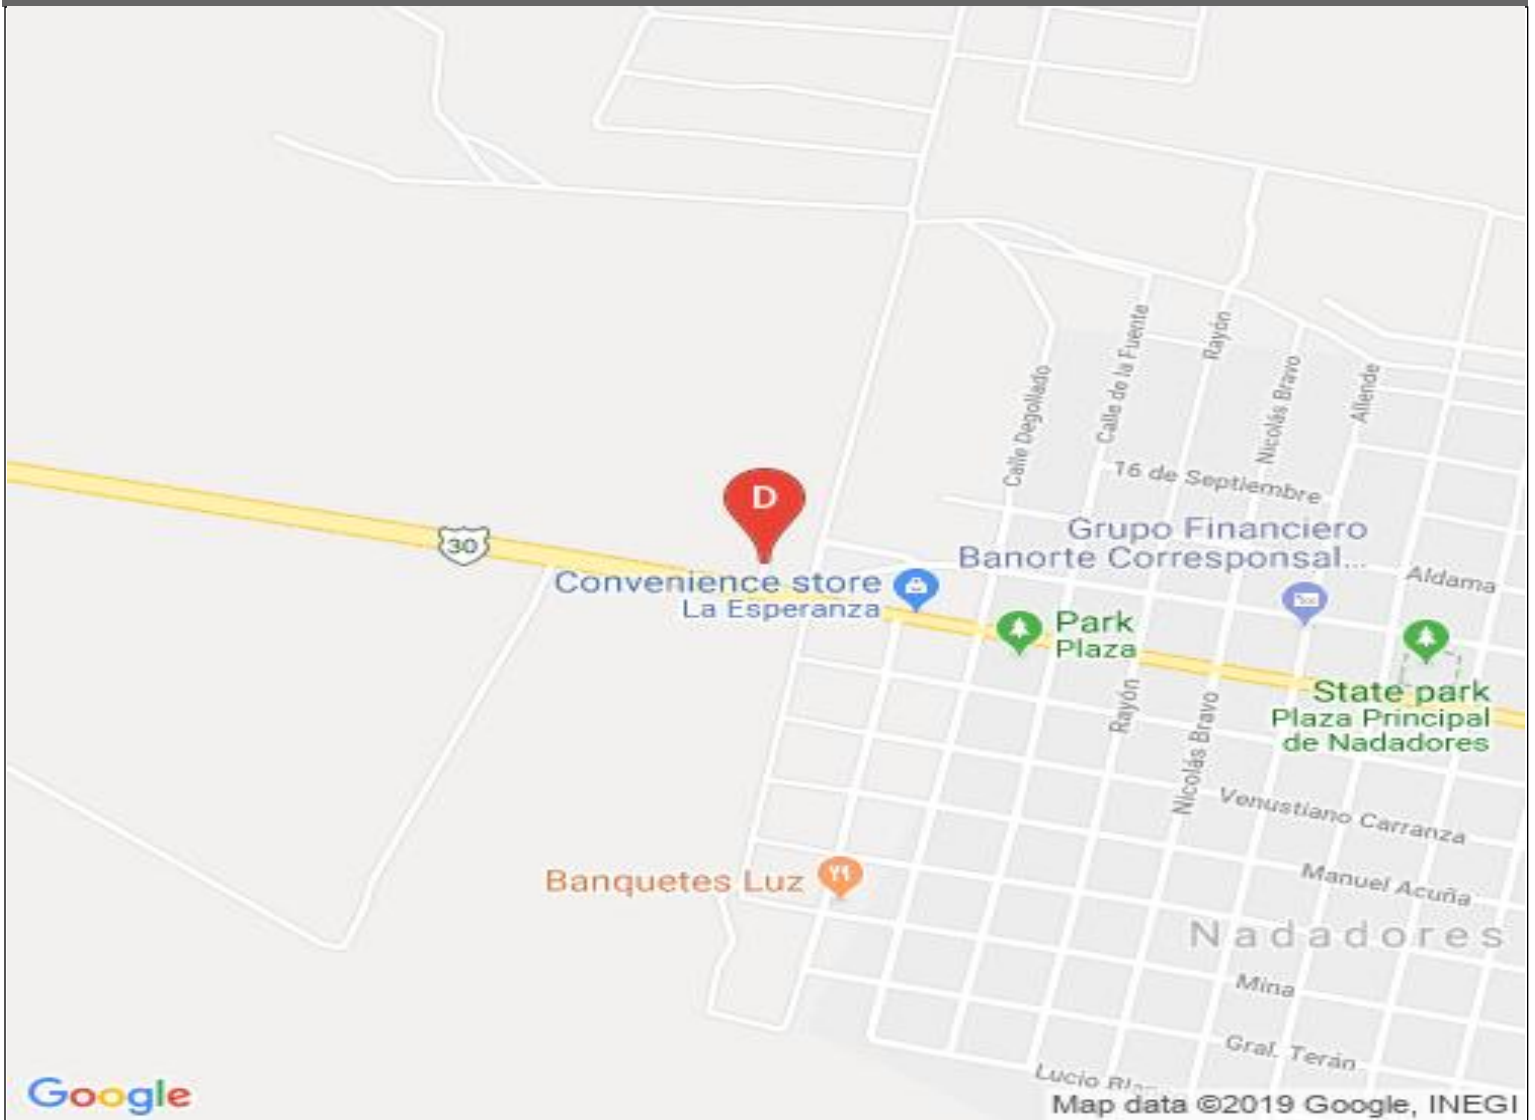 Calle de la Fuente
Rayón
Nicolás Bravo
Allende
Calle Degollado
16 de Septiembre
D
30
Grupo Financiero
Banorte Corresponsal...
Aldama
Convenience store
La Esperanza
Park
Plaza
State park
Plaza Principal
de Nadadores
Rayón
Nicolás Bravo
Venustiano Carranza
Manuel Acuña
Banquetes Luz
Nadadores
Mina
Gral. Terán
Lucio
Google
Map data ©2019 Google, INEGI